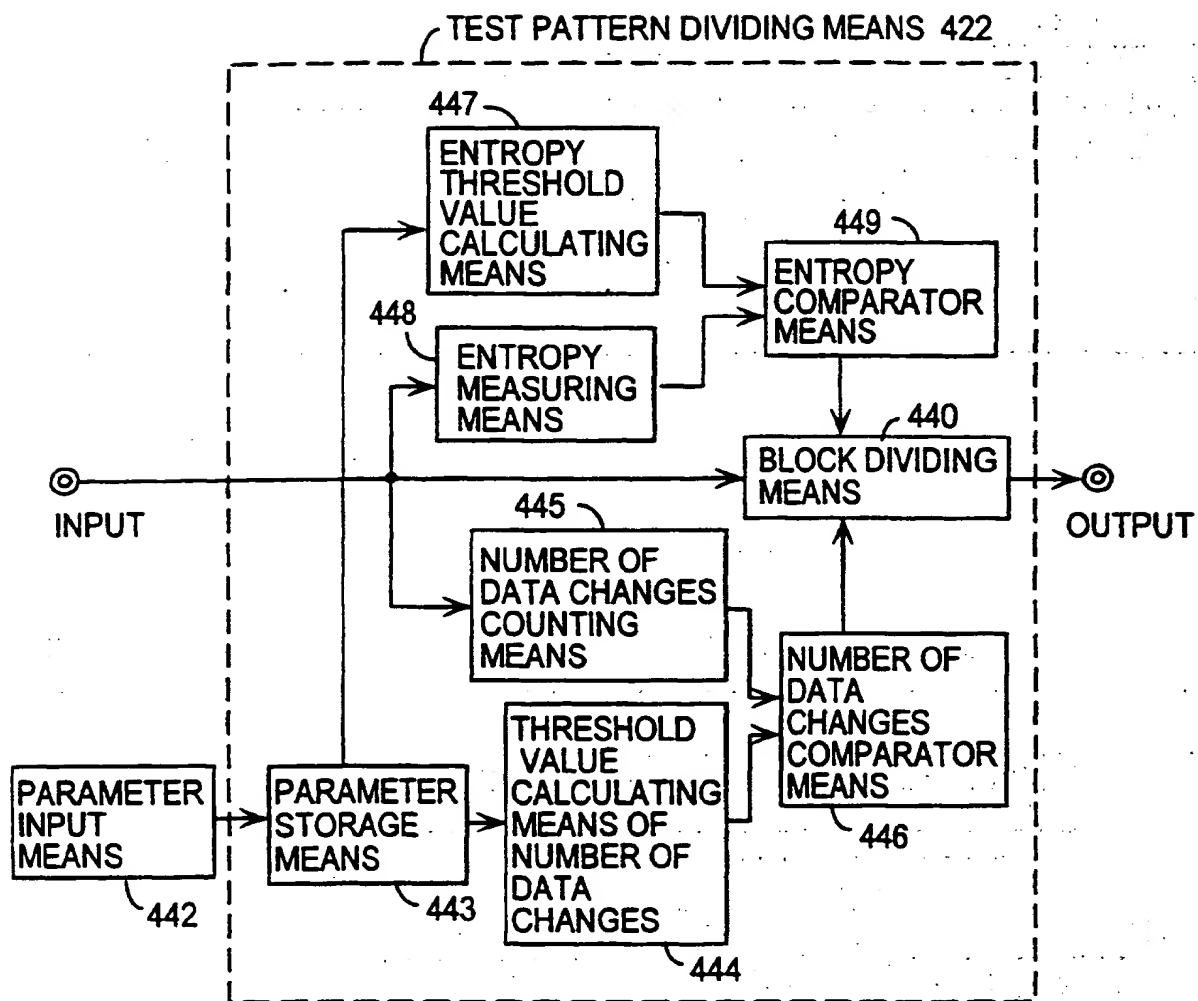 TEST PATTERN DIVIDING MEANS 422
447
ENTROPY
THRESHOLD
VALUE
CALCULATING
MEANS
449
ENTROPY
COMPARATOR
MEANS
448
ENTROPY
MEASURING
MEANS
440
BLOCK DIVIDING
MEANS
INPUT
OUTPUT
445
NUMBER OF
DATA CHANGES
COUNTING
MEANS
NUMBER OF
DATA
CHANGES
COMPARATOR
MEANS
446
THRESHOLD
VALUE
CALCULATING
MEANS OF
NUMBER OF
DATA
CHANGES
444
PARAMETER
INPUT
MEANS
442
PARAMETER
STORAGE
MEANS
443